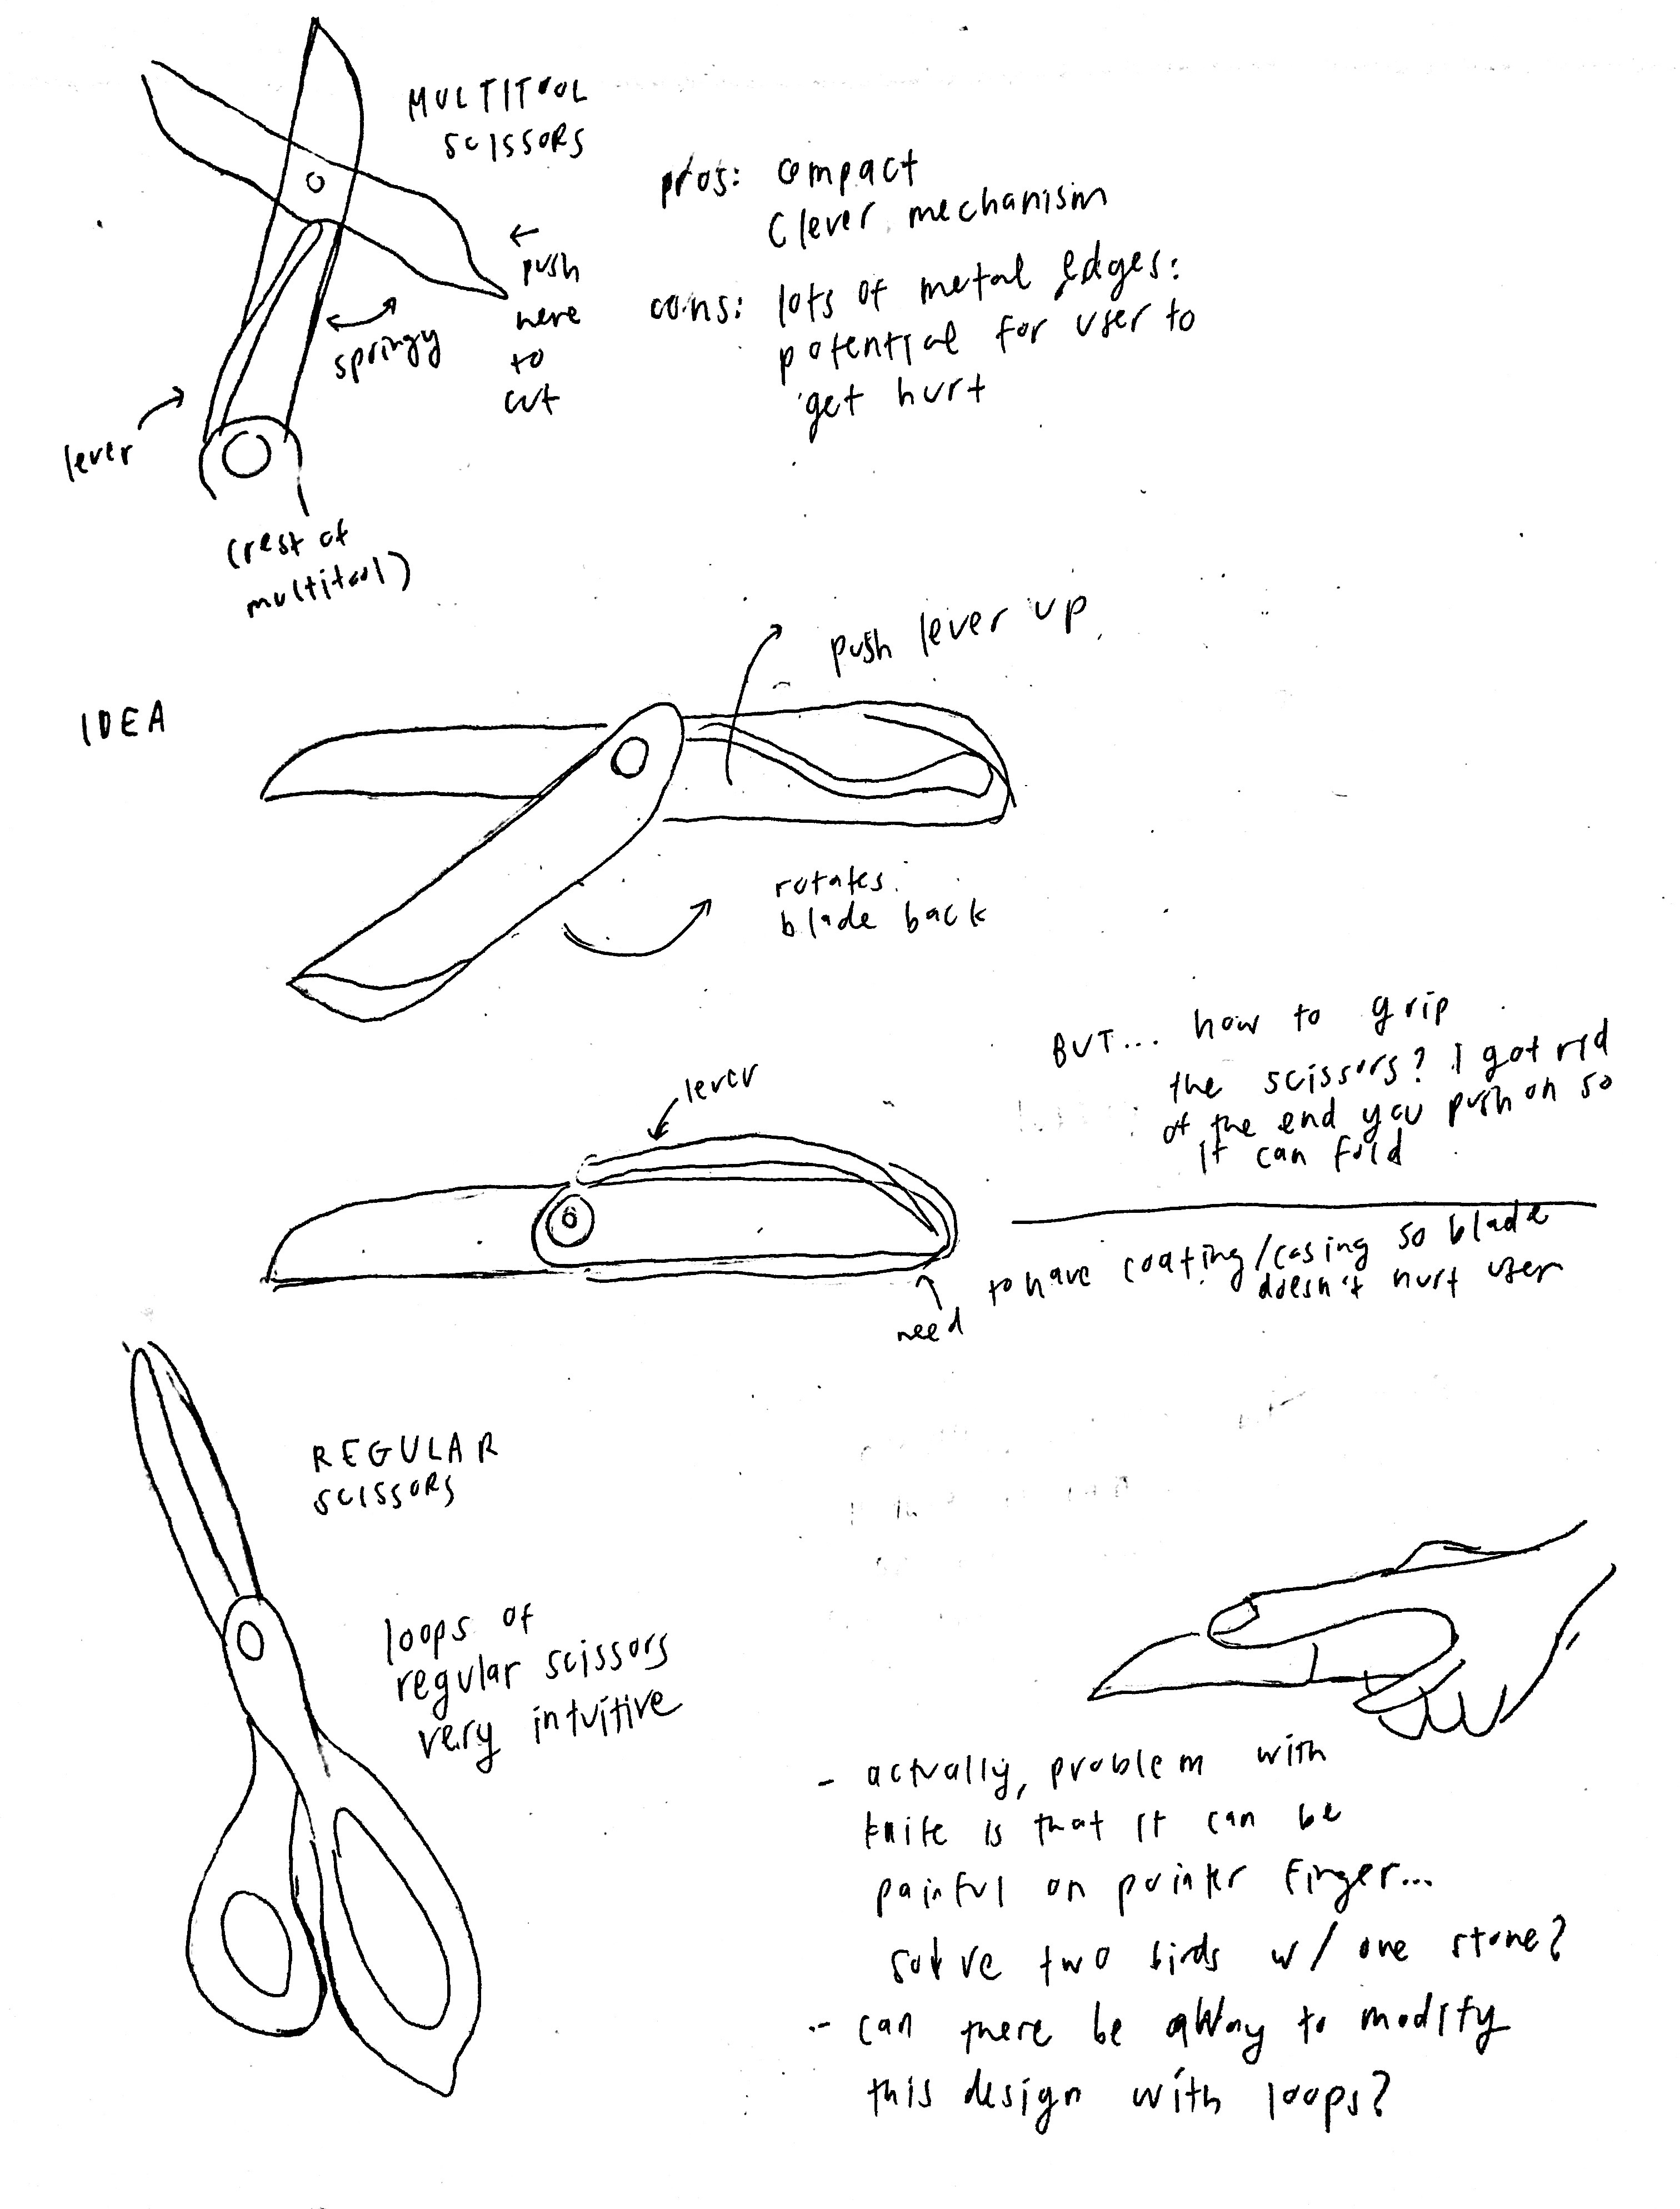 MULTITOOL
SCISSORS
pros: compact
clever mechanism
cons: lots of metal edges:
potential for user to
get hurt
←
push
here
to
cut
springy
lever
(rest of
multitool)
push lever up
IDEA
rotates
blade back
BUT... how to grip
the scissors? I got rid
of the end you push on so
it can fold
lever
need to have coating/casing so blade
doesn't hurt user
REGULAR
SCISSORS
loops of
regular scissors
very intuitive
- actually, problem with
knife is that it can be
painful on pointer finger...
solve two birds w/ one stone?
- can there be a way to modify
this design with loops?